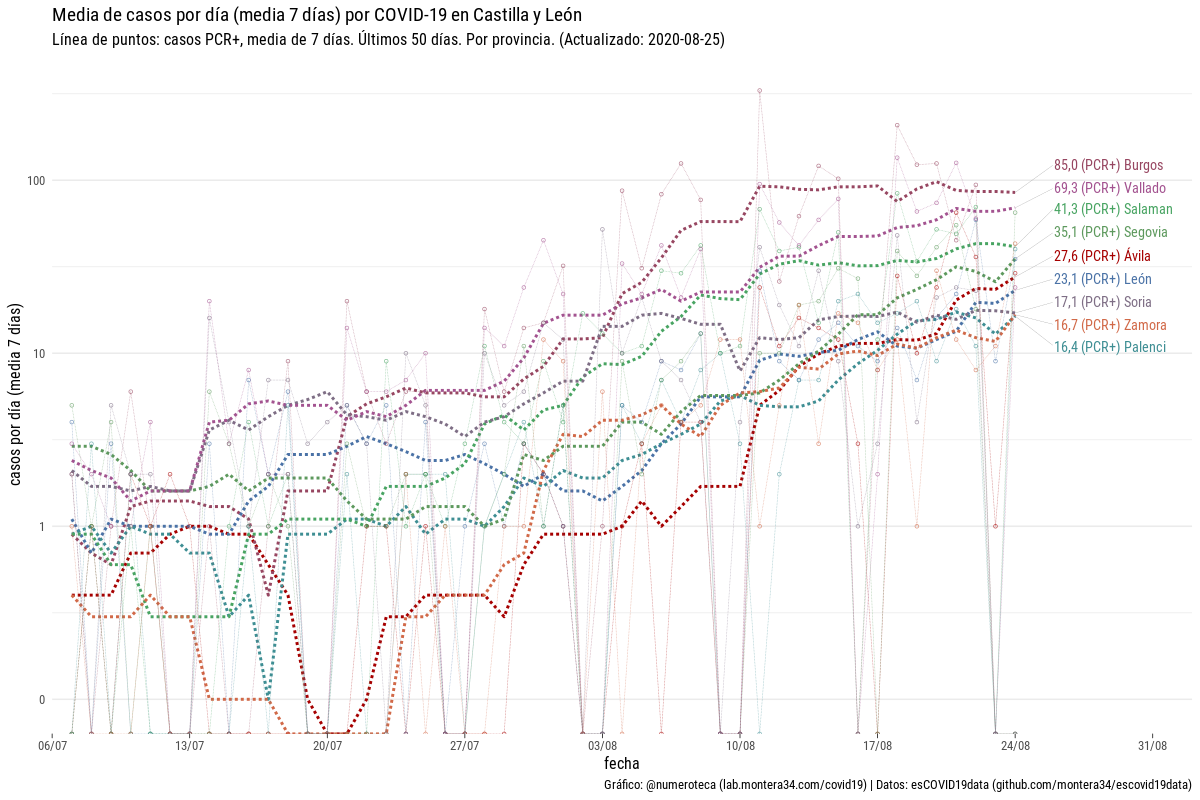 Media de casos por día (media 7 días) por COVID-19 en Castilla y León
Línea de puntos: casos PCR+, media de 7 días. Últimos 50 días. Por provincia. (Actualizado: 2020-08-25)
casos por día (media 7 días)
100
10
1
0
85,0 (PCR+) Burgos
69,3 (PCR+) Vallado
41,3 (PCR+) Salaman
35,1 (PCR+) Segovia
27,6 (PCR+) Ávila
23,1 (PCR+) León
17,1 (PCR+) Soria
16,7 (PCR+) Zamora
16,4 (PCR+) Palenci
06/07 13/07 20/07 27/07 03/08 10/08 17/08 24/08 31/08
fecha
Gráfico: @numeroteca (lab.montera34.com/covid19) | Datos: esCOVID19data (github.com/montera34/escovid19data)